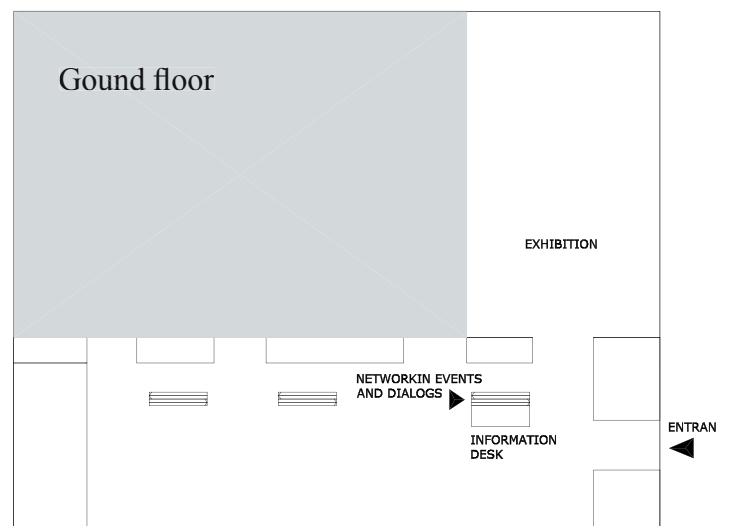 Gound floor
EXHIBITION
NETWORKIN EVENTS
AND DIALOGS
INFORMATION
DESK
ENTRAN